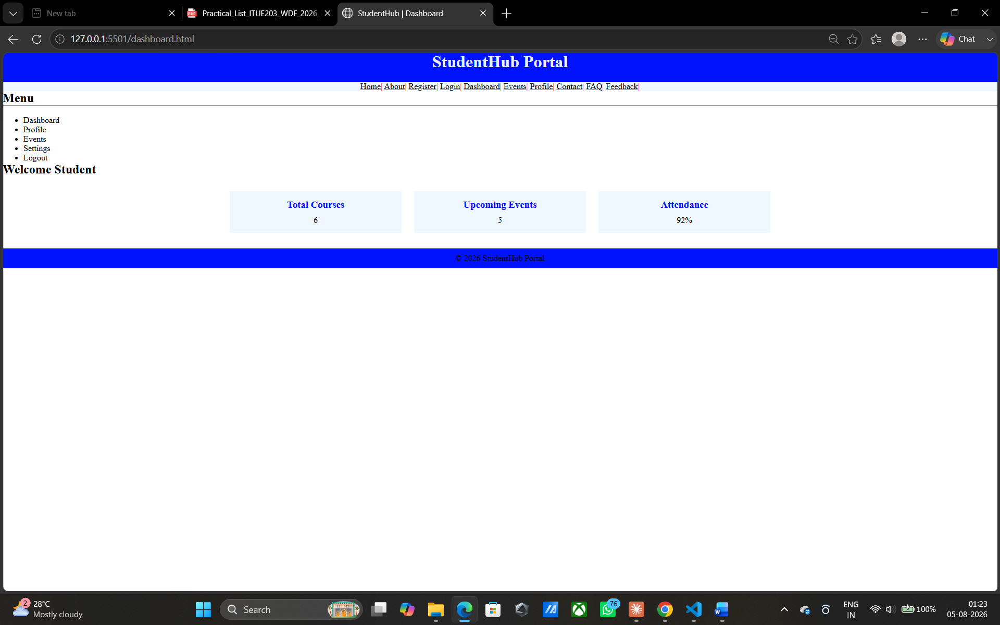 New tab
PDF Practical_List_ITUE203_WDF_2026_
StudentHub | Dashboard
127.0.0.1:5501/dashboard.html
Chat
StudentHub Portal
Home| About| Register| Login| Dashboard| Events| Profile| Contact| FAQ| Feedback|
Menu
• Dashboard
• Profile
• Events
• Settings
• Logout
Welcome Student
Total Courses
6
Upcoming Events
5
Attendance
92%
© 2026 StudentHub Portal
2
28°C
Mostly cloudy
Search
76
ENG
IN
100%
01:23
05-08-2026